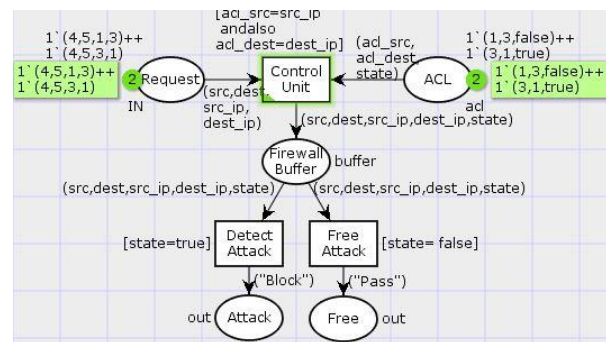 [acl_src=src_ip
andalso
acl_dest=dest_ip]
1`(4,5,1,3)++
1`(4,5,3,1)
1`(4,5,1,3)++
1`(4,5,3,1)
2
Request
IN
(src,dest,
src_ip,
dest_ip)
Control
Unit
(acl_src,
acl_dest,
state)
ACL
acl
2
1`(1,3,false)++
1`(3,1,true)
1`(1,3,false)++
1`(3,1,true)
(src,dest,src_ip,dest_ip,state)
Firewall
Buffer
buffer
(src,dest,src_ip,dest_ip,state)
(src,dest,src_ip,dest_ip,state)
[state=true]
Detect
Attack
Free
Attack
[state= false]
("Block")
("Pass")
out
Attack
Free
out